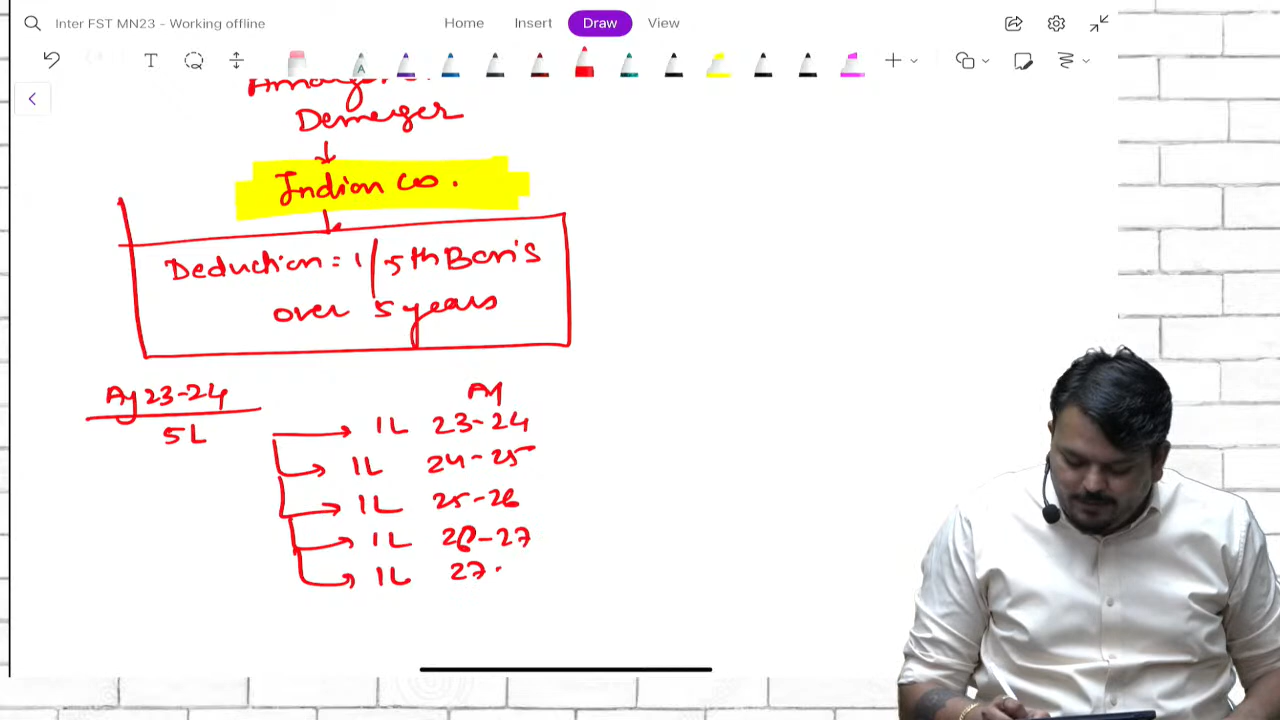 Inter FST MN23 - Working offline
Home Insert Draw View
Demerger
Indian Co.
Deduction = 1/5th Basis
over 5 years
Ay 23-24
5L
AY
1L 23-24
1L 24-25
1L 25-26
1L 26-27
1L 27-